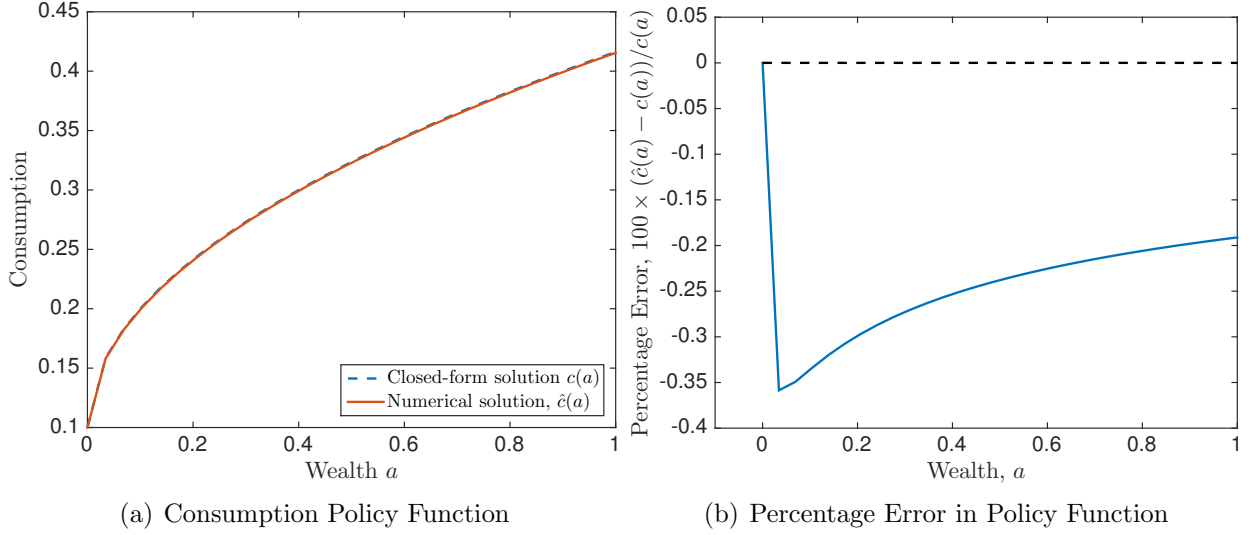 0.45
0.4
0.35
0.3
0.25
0.2
0.15
0.1
Consumption
Closed-form solution c(a)
Numerical solution, ĉ(a)
0 0.2 0.4 0.6 0.8 1
Wealth a
(a) Consumption Policy Function
0.05
0
-0.05
-0.1
-0.15
-0.2
-0.25
-0.3
-0.35
-0.4
Percentage Error, 100 × (ĉ(a) − c(a))/c(a)
0 0.2 0.4 0.6 0.8 1
Wealth, a
(b) Percentage Error in Policy Function